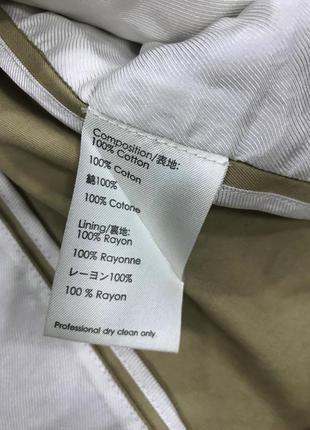 Composition/表地:
100% Cotton
100% Coton
綿100%
100% Cotone
Lining/裏地:
100% Rayon
100% Rayonne
レーヨン100%
100 % Rayon
Professional dry clean only.